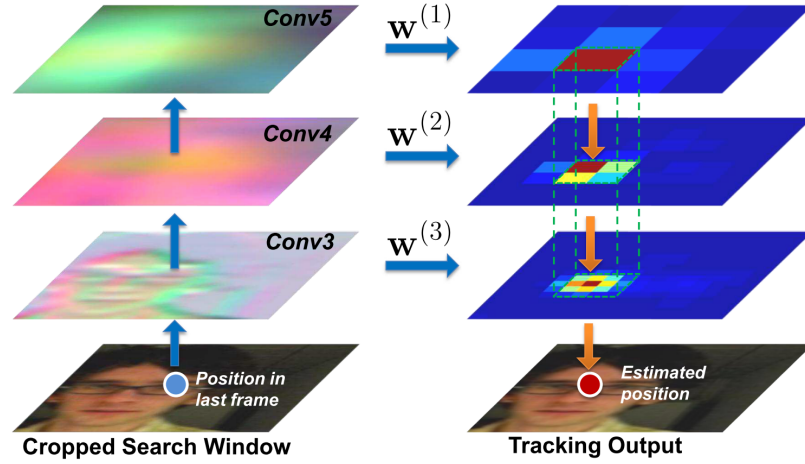 Conv5
w^(1)
Conv4
w^(2)
Conv3
w^(3)
Position in
last frame
Estimated
position
Cropped Search Window
Tracking Output